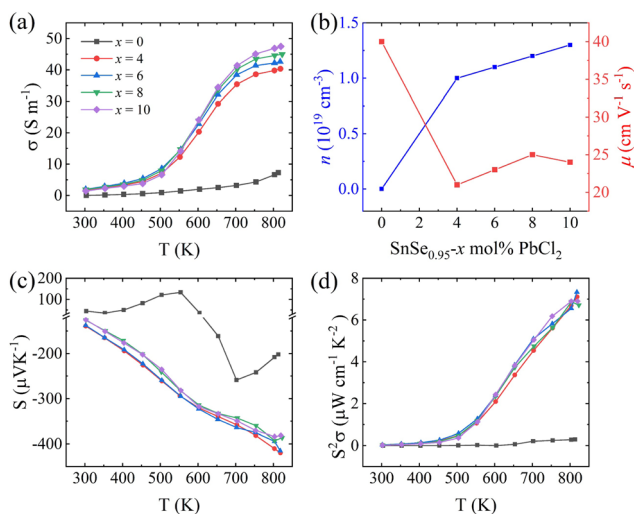 (a)
x = 0
x = 4
x = 6
x = 8
x = 10
50
40
30
20
10
0
σ (S m⁻¹)
300 400 500 600 700 800
T (K)
(b)
1.5
1.0
0.5
0.0
n (10¹⁹ cm⁻³)
40
35
30
25
20
μ (cm V⁻¹ s⁻¹)
0 2 4 6 8 10
SnSe₀.₉₅-x mol% PbCl₂
(c)
200
100
-200
-300
-400
S (μVK⁻¹)
300 400 500 600 700 800
T (K)
(d)
8
6
4
2
0
S²σ (μW cm⁻¹ K⁻²)
300 400 500 600 700 800
T (K)